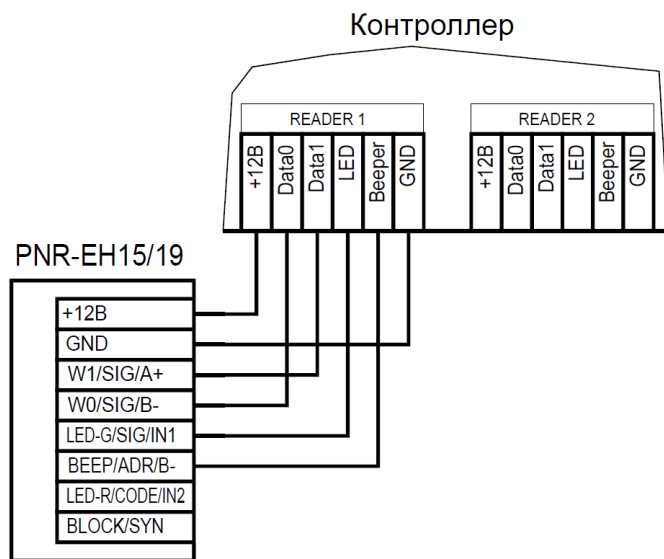 Контроллер
READER 1
READER 2
+12В
Data0
Data1
LED
Beeper
GND
+12В
Data0
Data1
LED
Beeper
GND
PNR-EH15/19
+12В
GND
W1/SIG/A+
W0/SIG/B-
LED-G/SIG/IN1
BEEP/ADR/B-
LED-R/CODE/IN2
BLOCK/SYN